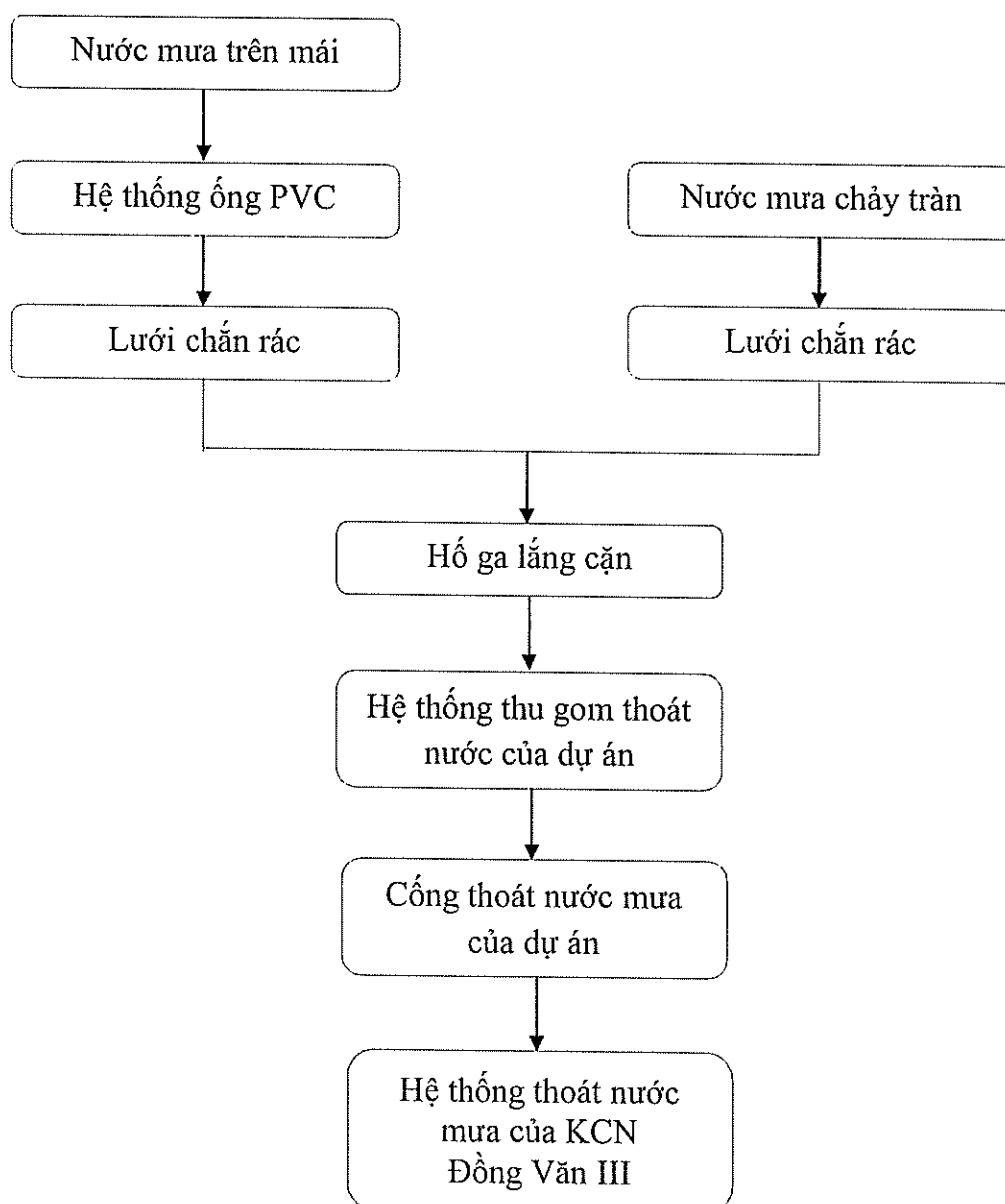 Nước mưa trên mái
Hệ thống ống PVC
Nước mưa chảy tràn
Lưới chắn rác
Lưới chắn rác
Hố ga lắng cặn
Hệ thống thu gom thoát
nước của dự án
Cống thoát nước mưa
của dự án
Hệ thống thoát nước
mưa của KCN
Đồng Văn III